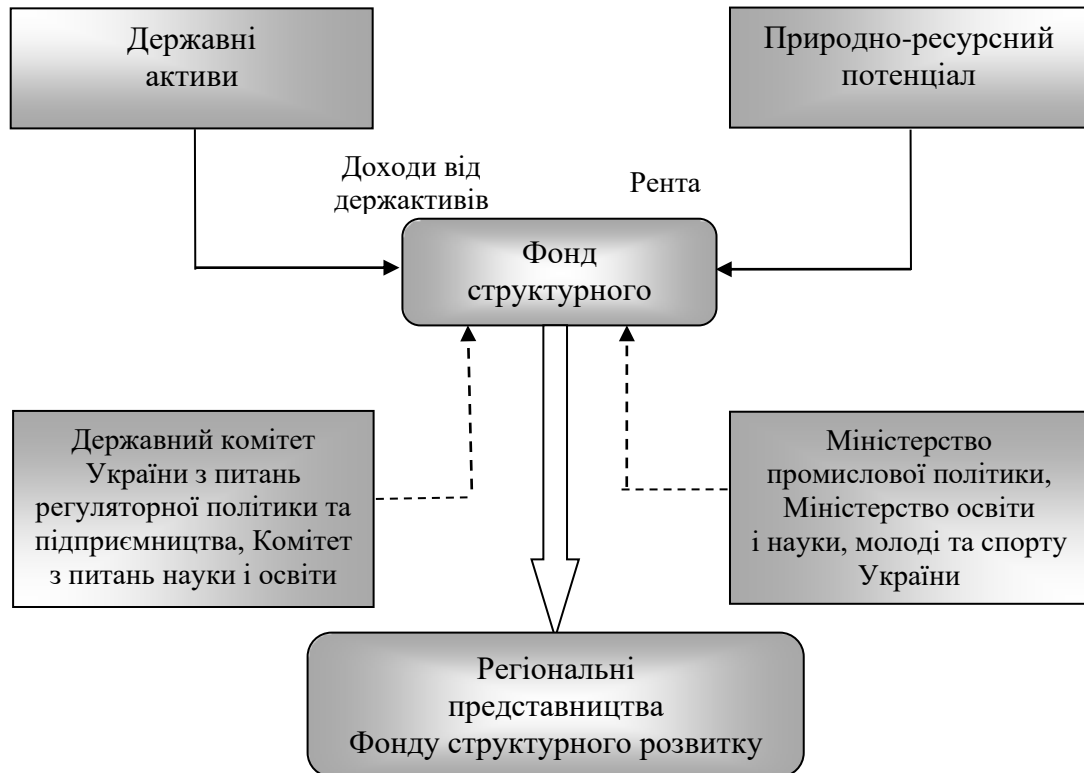 Державні
активи
Природно-ресурсний
потенціал
Доходи від
держактивів
Рента
Фонд
структурного
Державний комітет
України з питань
регуляторної політики та
підприємництва, Комітет
з питань науки і освіти
Міністерство
промислової політики,
Міністерство освіти
і науки, молоді та спорту
України
Регіональні
представництва
Фонду структурного розвитку